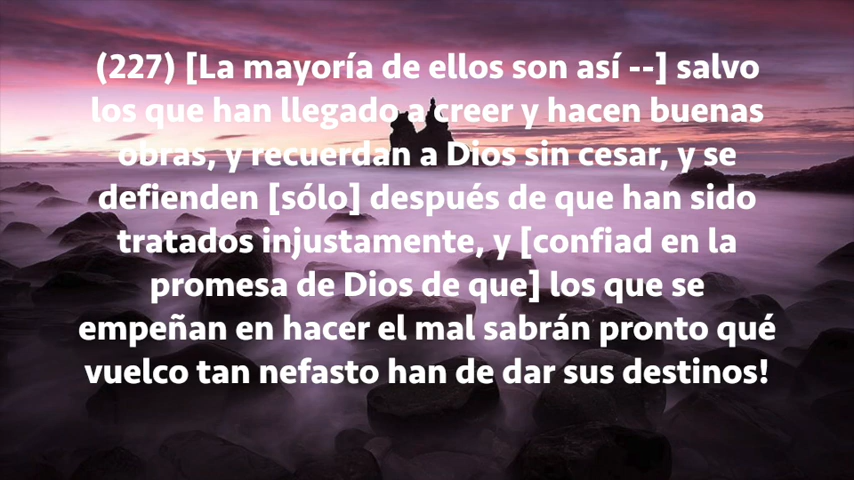 (227) [La mayoría de ellos son así --] salvo
los que han llegado a creer y hacen buenas
obras, y recuerdan a Dios sin cesar, y se
defienden [sólo] después de que han sido
tratados injustamente, y [confiad en la
promesa de Dios de que] los que se
empeñan en hacer el mal sabrán pronto qué
vuelco tan nefasto han de dar sus destinos!